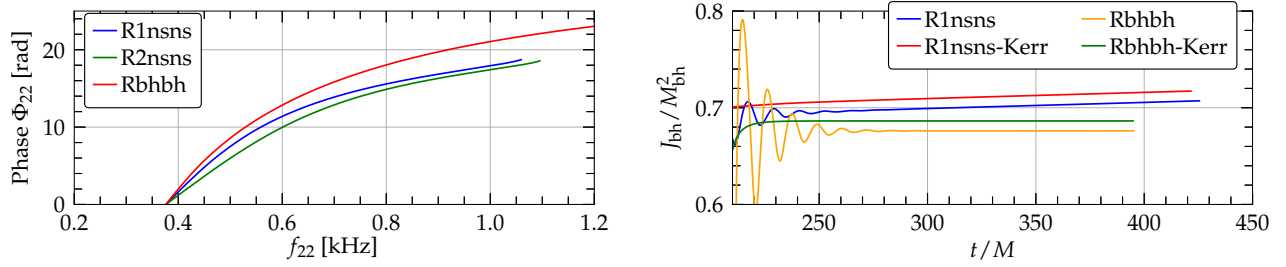 Phase Φ22 [rad]
20
10
0
R1nsns
R2nsns
Rbhbh
0.2 0.4 0.6 0.8 1.0 1.2
f22 [kHz]
Jbh/M²bh
0.8
0.7
0.6
R1nsns Rbhbh
R1nsns-Kerr Rbhbh-Kerr
250 300 350 400 450
t/M